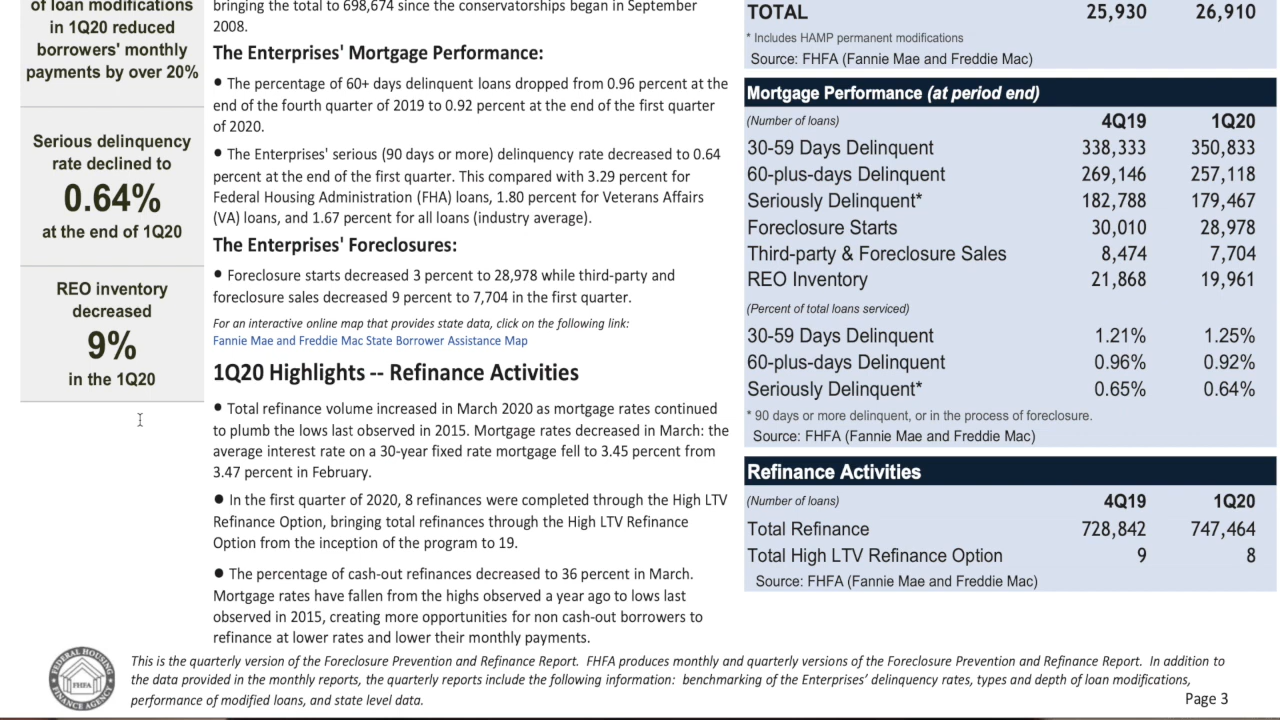 of loan modifications
in 1Q20 reduced
borrowers' monthly
payments by over 20%
Serious delinquency
rate declined to
0.64%
at the end of 1Q20
REO inventory
decreased
9%
in the 1Q20
bringing the total to 698,674 since the conservatorships began in September
2008.
The Enterprises' Mortgage Performance:
● The percentage of 60+ days delinquent loans dropped from 0.96 percent at the
end of the fourth quarter of 2019 to 0.92 percent at the end of the first quarter
of 2020.
● The Enterprises' serious (90 days or more) delinquency rate decreased to 0.64
percent at the end of the first quarter. This compared with 3.29 percent for
Federal Housing Administration (FHA) loans, 1.80 percent for Veterans Affairs
(VA) loans, and 1.67 percent for all loans (industry average).
The Enterprises' Foreclosures:
● Foreclosure starts decreased 3 percent to 28,978 while third-party and
foreclosure sales decreased 9 percent to 7,704 in the first quarter.
For an interactive online map that provides state data, click on the following link:
Fannie Mae and Freddie Mac State Borrower Assistance Map
1Q20 Highlights -- Refinance Activities
● Total refinance volume increased in March 2020 as mortgage rates continued
to plumb the lows last observed in 2015. Mortgage rates decreased in March: the
average interest rate on a 30-year fixed rate mortgage fell to 3.45 percent from
3.47 percent in February.
● In the first quarter of 2020, 8 refinances were completed through the High LTV
Refinance Option, bringing total refinances through the High LTV Refinance
Option from the inception of the program to 19.
● The percentage of cash-out refinances decreased to 36 percent in March.
Mortgage rates have fallen from the highs observed a year ago to lows last
observed in 2015, creating more opportunities for non cash-out borrowers to
refinance at lower rates and lower their monthly payments.
TOTAL 25,930 26,910
* Includes HAMP permanent modifications
Source: FHFA (Fannie Mae and Freddie Mac)
Mortgage Performance (at period end)
(Number of loans) 4Q19 1Q20
30-59 Days Delinquent 338,333 350,833
60-plus-days Delinquent 269,146 257,118
Seriously Delinquent* 182,788 179,467
Foreclosure Starts 30,010 28,978
Third-party & Foreclosure Sales 8,474 7,704
REO Inventory 21,868 19,961
(Percent of total loans serviced)
30-59 Days Delinquent 1.21% 1.25%
60-plus-days Delinquent 0.96% 0.92%
Seriously Delinquent* 0.65% 0.64%
* 90 days or more delinquent, or in the process of foreclosure.
Source: FHFA (Fannie Mae and Freddie Mac)
Refinance Activities
(Number of loans) 4Q19 1Q20
Total Refinance 728,842 747,464
Total High LTV Refinance Option 9 8
Source: FHFA (Fannie Mae and Freddie Mac)
FEDERAL HOUSING FINANCE AGENCY
FHFA
This is the quarterly version of the Foreclosure Prevention and Refinance Report. FHFA produces monthly and quarterly versions of the Foreclosure Prevention and Refinance Report. In addition to
the data provided in the monthly reports, the quarterly reports include the following information: benchmarking of the Enterprises' delinquency rates, types and depth of loan modifications,
performance of modified loans, and state level data.
Page 3